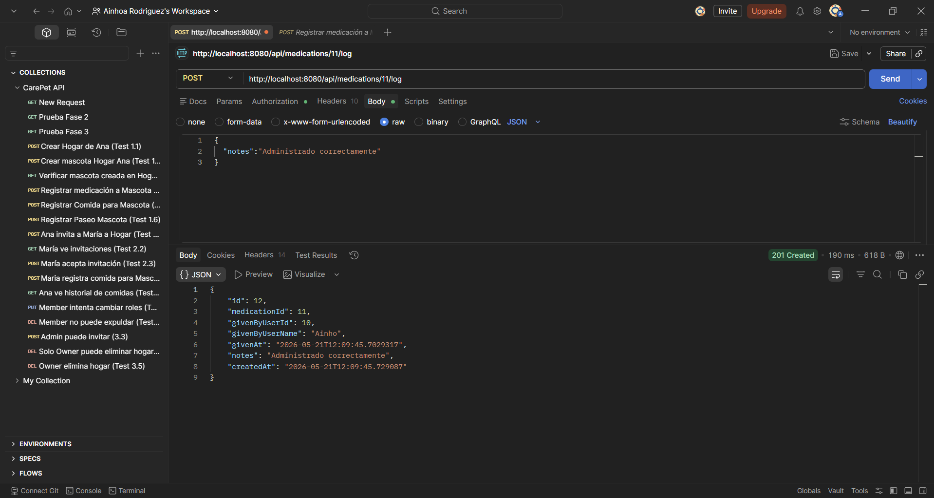 Ainhoa Rodriguez's Workspace
Search
Invite
Upgrade
POST http://localhost:8080/.
POST Registrar medicación a
No environment
http://localhost:8080/api/medications/11/log
Save
Share
COLLECTIONS
CarePet API
GET New Request
GET Prueba Fase 2
GET Prueba Fase 3
POST Crear Hogar de Ana (Test 1.1)
POST Crear mascota Hogar Ana (Test 1...
GET Verificar mascota creada en Hog...
POST Registrar medicación a Mascota ...
POST Registrar Comida para Mascota (...
POST Registrar Paseo Mascota (Test 1.6)
POST Ana invita a María a Hogar (Test ...
GET María ve invitaciones (Test 2.2)
POST María acepta invitación (Test 2.3)
POST Maria registra comida para Masc...
GET Ana ve historial de comidas (Test...
PUT Member intenta cambiar roles (T...
DEL Member no puede expuldar (Test...
POST Admin puede invitar (3.3)
DEL Solo Owner puede eliminar hogar...
DEL Owner elimina hogar (Test 3.5)
My Collection
ENVIRONMENTS
SPECS
FLOWS
POST
http://localhost:8080/api/medications/11/log
Send
Docs Params Authorization Headers 10 Body Scripts Settings
Cookies
none form-data x-www-form-urlencoded raw binary GraphQL JSON
Schema Beautify
1 {
2 "notes":"Administrado correctamente"
3 }
Body Cookies Headers 14 Test Results
201 Created · 190 ms · 618 B
{} JSON Preview Visualize
1 {
2 "id": 12,
3 "medicationId": 11,
4 "givenByUserId": 10,
5 "givenByUserName": "Ainho",
6 "givenAt": "2026-05-21T12:09:45.7029317",
7 "notes": "Administrado correctamente",
8 "createdAt": "2026-05-21T12:09:45.729087"
9 }
Connect Git Console Terminal
Globals Vault Tools